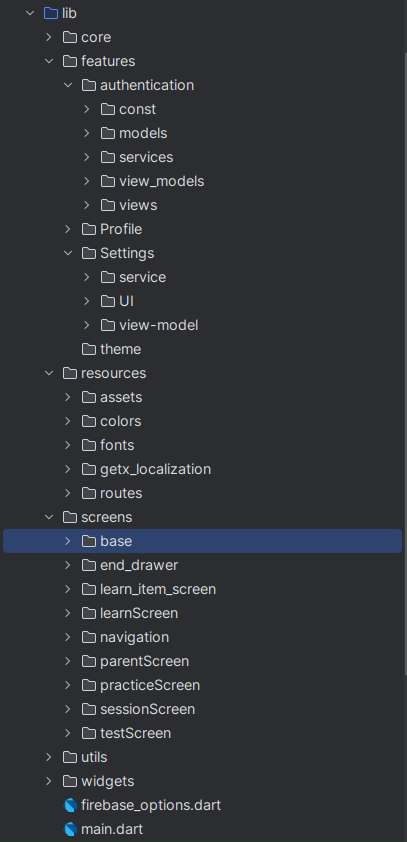 lib
core
features
authentication
const
models
services
view_models
views
Profile
Settings
service
UI
view-model
theme
resources
assets
colors
fonts
getx_localization
routes
screens
base
end_drawer
learn_item_screen
learnScreen
navigation
parentScreen
practiceScreen
sessionScreen
testScreen
utils
widgets
firebase_options.dart
main.dart